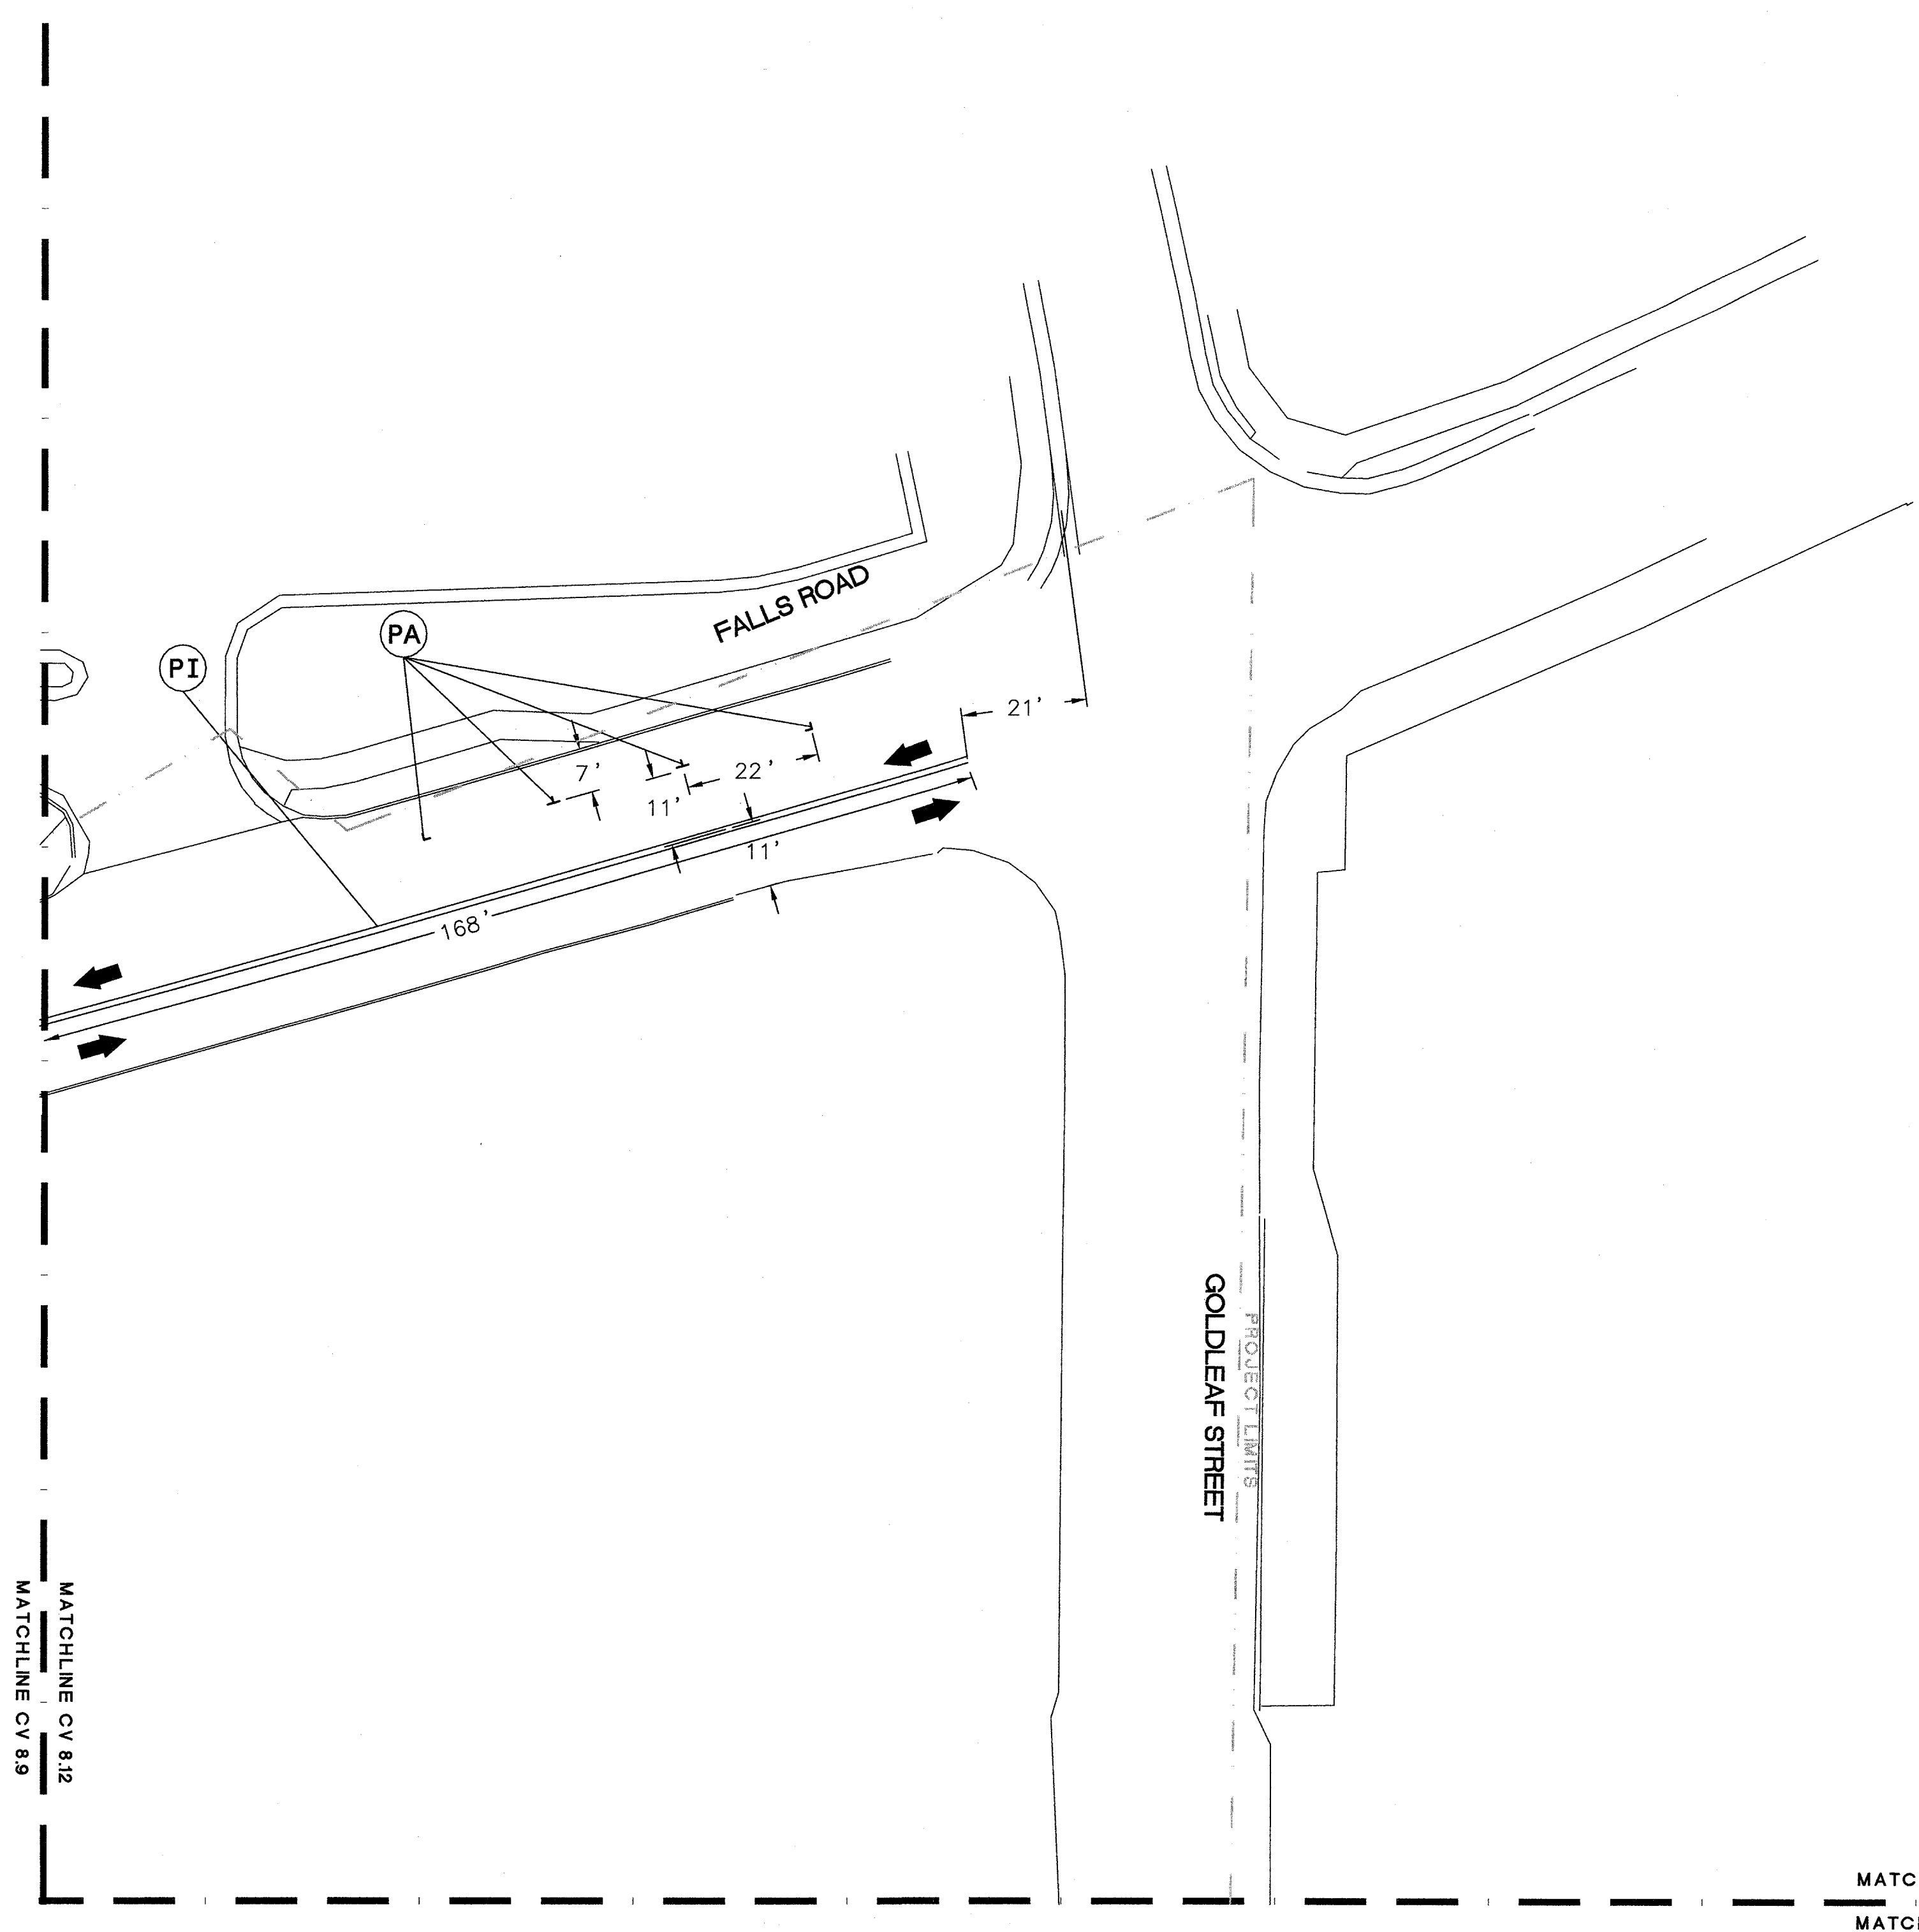 FALLS ROAD
PA
PI
21'
7'
22'
11'
11'
168'
GOLDLEAF STREET
PROJECT LIMITS
MATCHLINE CV 8.12
MATCHLINE CV 8.9
MATC
MATC